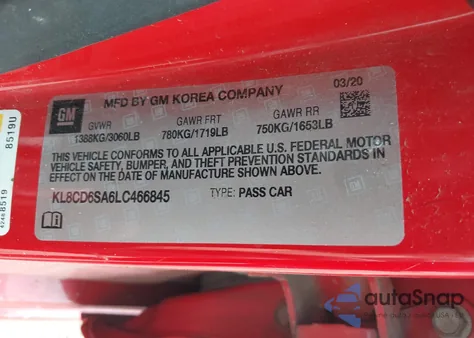 MFD BY GM KOREA COMPANY
03/20
GM
GVWR
GAWR FRT
GAWR RR
1388KG/3060LB
780KG/1719LB
750KG/1653LB
THIS VEHICLE CONFORMS TO ALL APPLICABLE U.S. FEDERAL MOTOR
VEHICLE SAFETY, BUMPER, AND THEFT PREVENTION STANDARDS IN
EFFECT ON THE DATE OF MANUFACTURE SHOWN ABOVE.
KL8CD6SA6LC466845
TYPE: PASS CAR
8519U
42468519
autoSnap